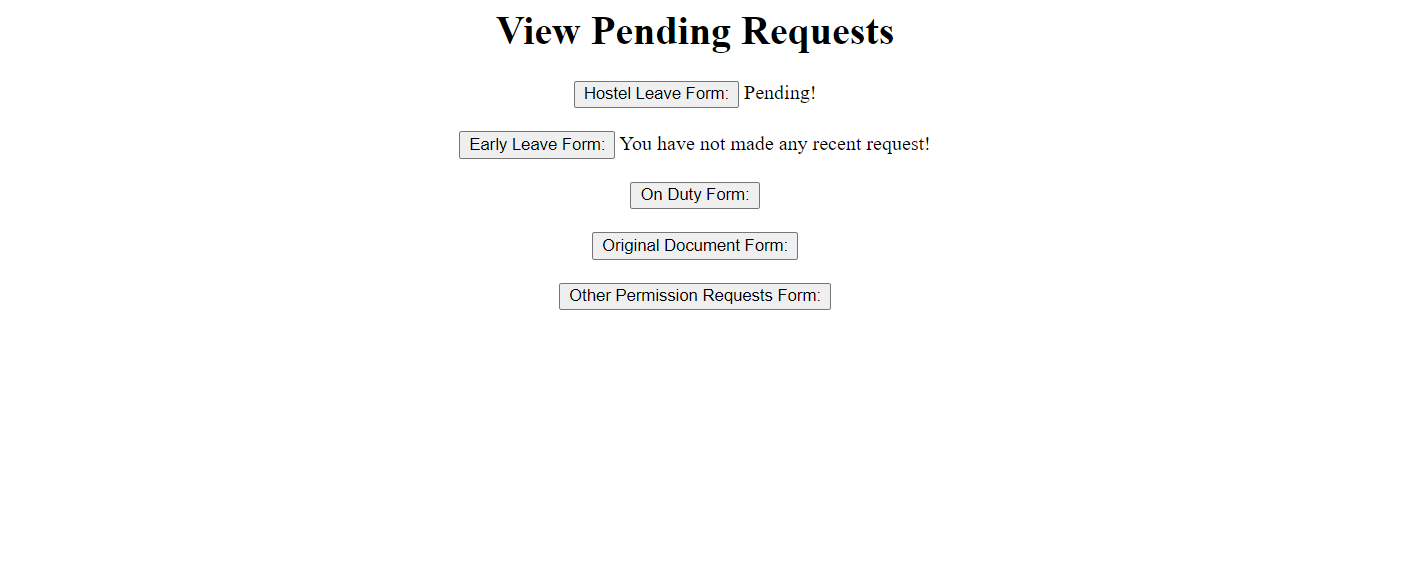 View Pending Requests
Hostel Leave Form: Pending!
Early Leave Form: You have not made any recent request!
On Duty Form:
Original Document Form:
Other Permission Requests Form: